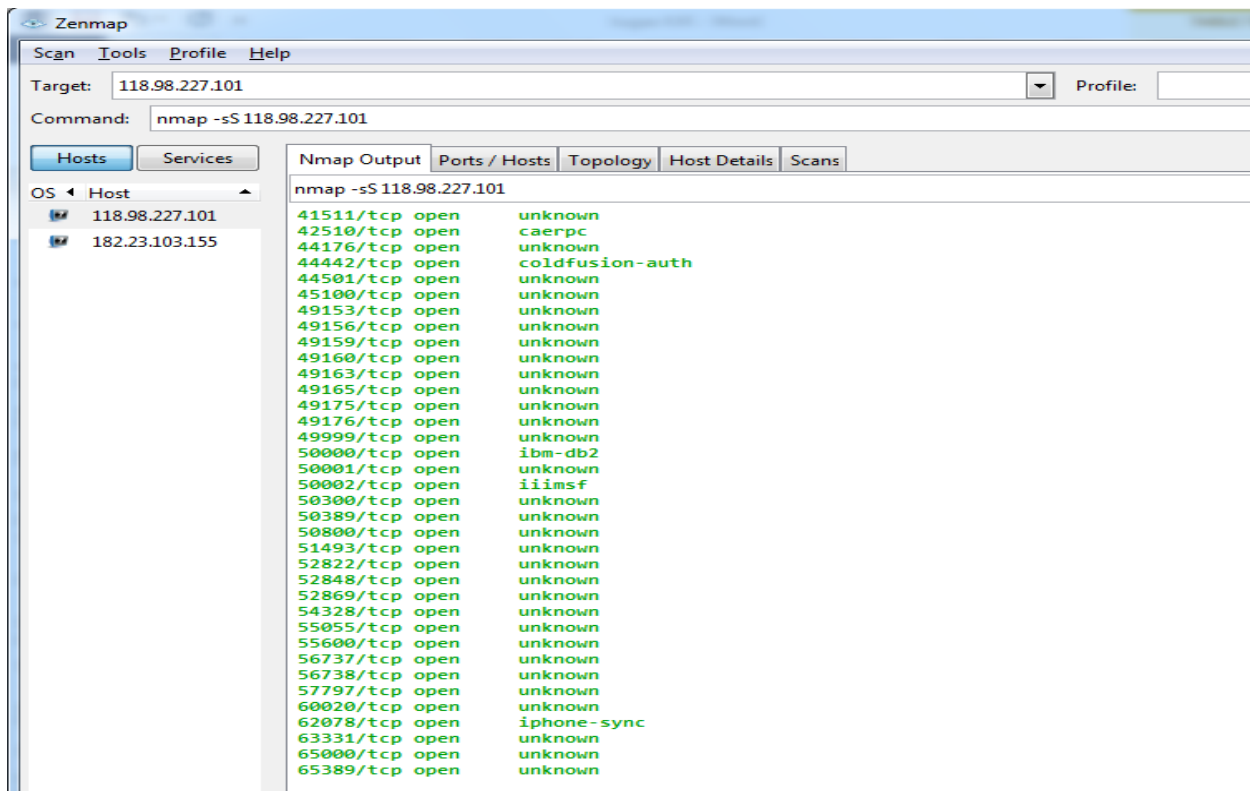 Zenmap
Scan Tools Profile Help
Target: 118.98.227.101 Profile:
Command: nmap -sS 118.98.227.101
Hosts Services
Nmap Output Ports / Hosts Topology Host Details Scans
OS Host
nmap -sS 118.98.227.101
118.98.227.101
182.23.103.155
41511/tcp open unknown
42510/tcp open caerpc
44176/tcp open unknown
44442/tcp open coldfusion-auth
44501/tcp open unknown
45100/tcp open unknown
49153/tcp open unknown
49156/tcp open unknown
49159/tcp open unknown
49160/tcp open unknown
49163/tcp open unknown
49165/tcp open unknown
49175/tcp open unknown
49176/tcp open unknown
49999/tcp open unknown
50000/tcp open ibm-db2
50001/tcp open unknown
50002/tcp open iiimsf
50300/tcp open unknown
50389/tcp open unknown
50800/tcp open unknown
51493/tcp open unknown
52822/tcp open unknown
52848/tcp open unknown
52869/tcp open unknown
54328/tcp open unknown
55055/tcp open unknown
55600/tcp open unknown
56737/tcp open unknown
56738/tcp open unknown
57797/tcp open unknown
60020/tcp open unknown
62078/tcp open iphone-sync
63331/tcp open unknown
65000/tcp open unknown
65389/tcp open unknown